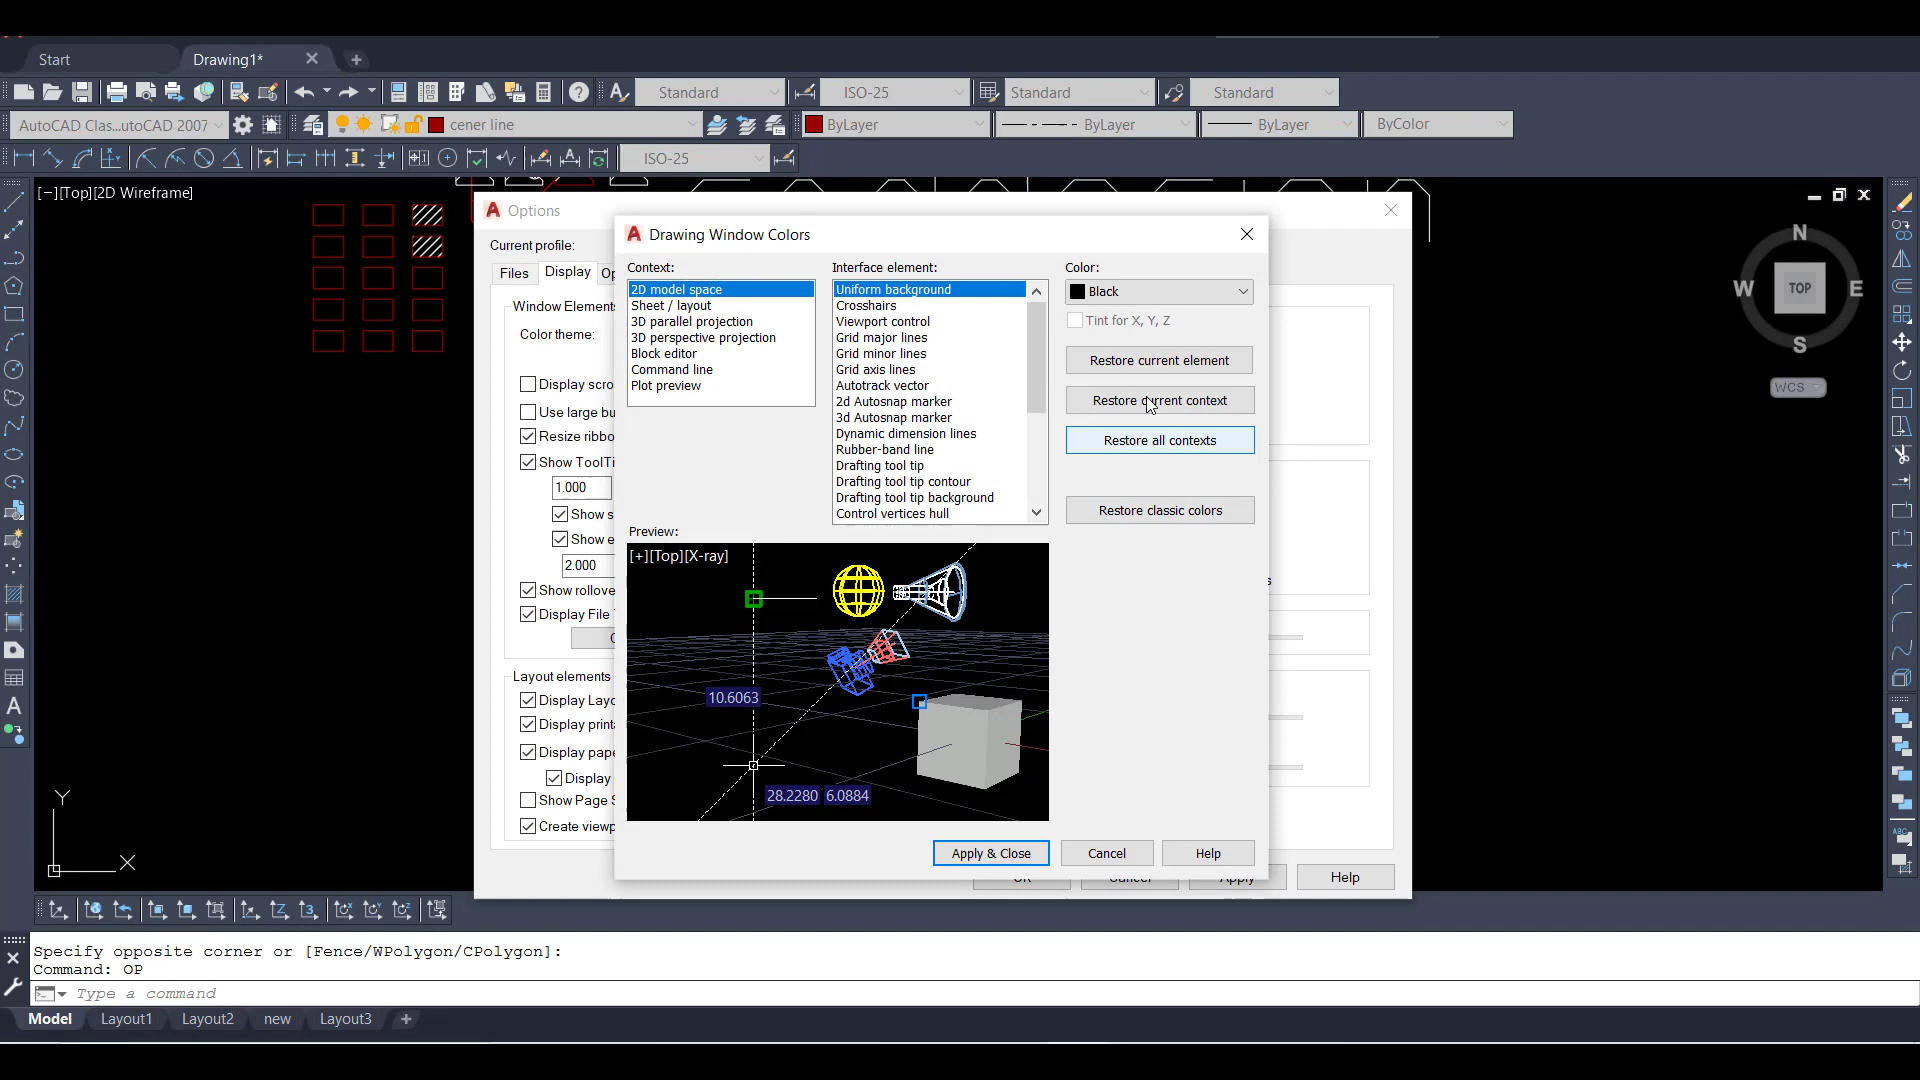 Start
Drawing1*
Standard
ISO-25
Standard
Standard
AutoCAD Clas...utoCAD 2007
cener line
ByLayer
ByLayer
ByLayer
ByColor
ISO-25
[−][Top][2D Wireframe]
N
W
TOP
E
S
WCS
Options
Current profile:
Files
Display
Op
Window Element
Color theme:
Display scro
Use large bu
Resize ribbo
Show ToolTi
1.000
Show s
Show e
2.000
Show rollove
Display File
Layout elements
Display Layo
Display print
Display pape
Display
Show Page S
Create viewp
Drawing Window Colors
Context:
2D model space
Sheet / layout
3D parallel projection
3D perspective projection
Block editor
Command line
Plot preview
Interface element:
Uniform background
Crosshairs
Viewport control
Grid major lines
Grid minor lines
Grid axis lines
Autotrack vector
2d Autosnap marker
3d Autosnap marker
Dynamic dimension lines
Rubber-band line
Drafting tool tip
Drafting tool tip contour
Drafting tool tip background
Control vertices hull
Color:
Black
Tint for X, Y, Z
Restore current element
Restore current context
Restore all contexts
Restore classic colors
Preview:
[+][Top][X-ray]
10.6063
28.2280 6.0884
Apply & Close
Cancel
Help
OK
Cancel
Apply
Help
Y
X
Specify opposite corner or [Fence/WPolygon/CPolygon]:
Command: OP
Type a command
Model
Layout1
Layout2
new
Layout3